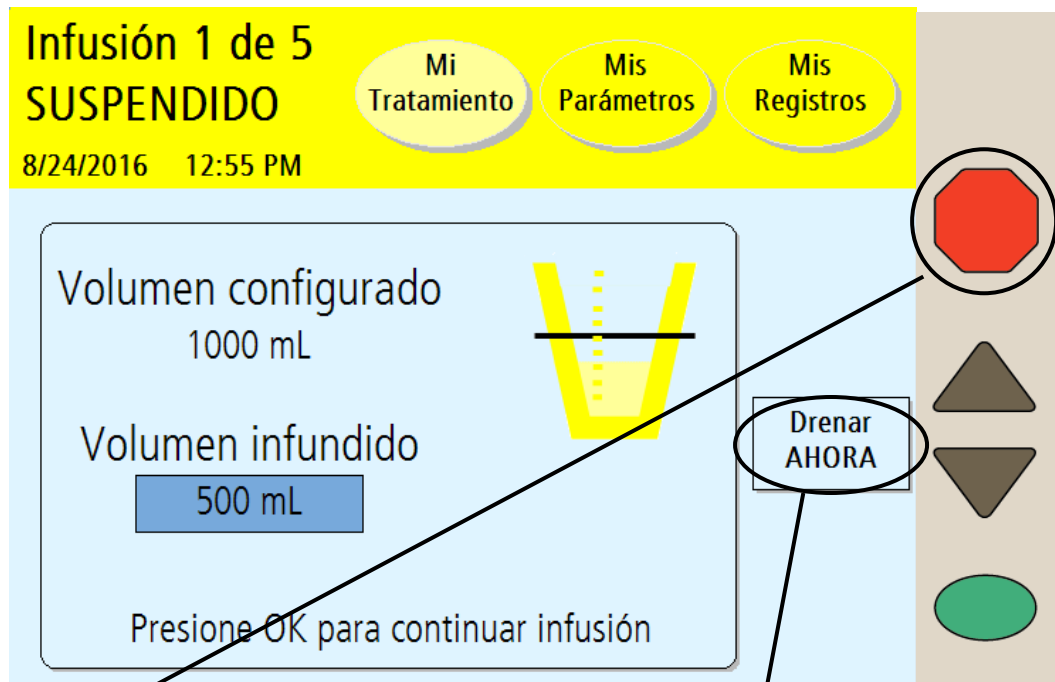 Infusión 1 de 5
SUSPENDIDO
8/24/2016 12:55 PM
Mi
Tratamiento
Mis
Parámetros
Mis
Registros
Volumen configurado
1000 mL
Volumen infundido
500 mL
Presione OK para continuar infusión
Drenar
AHORA